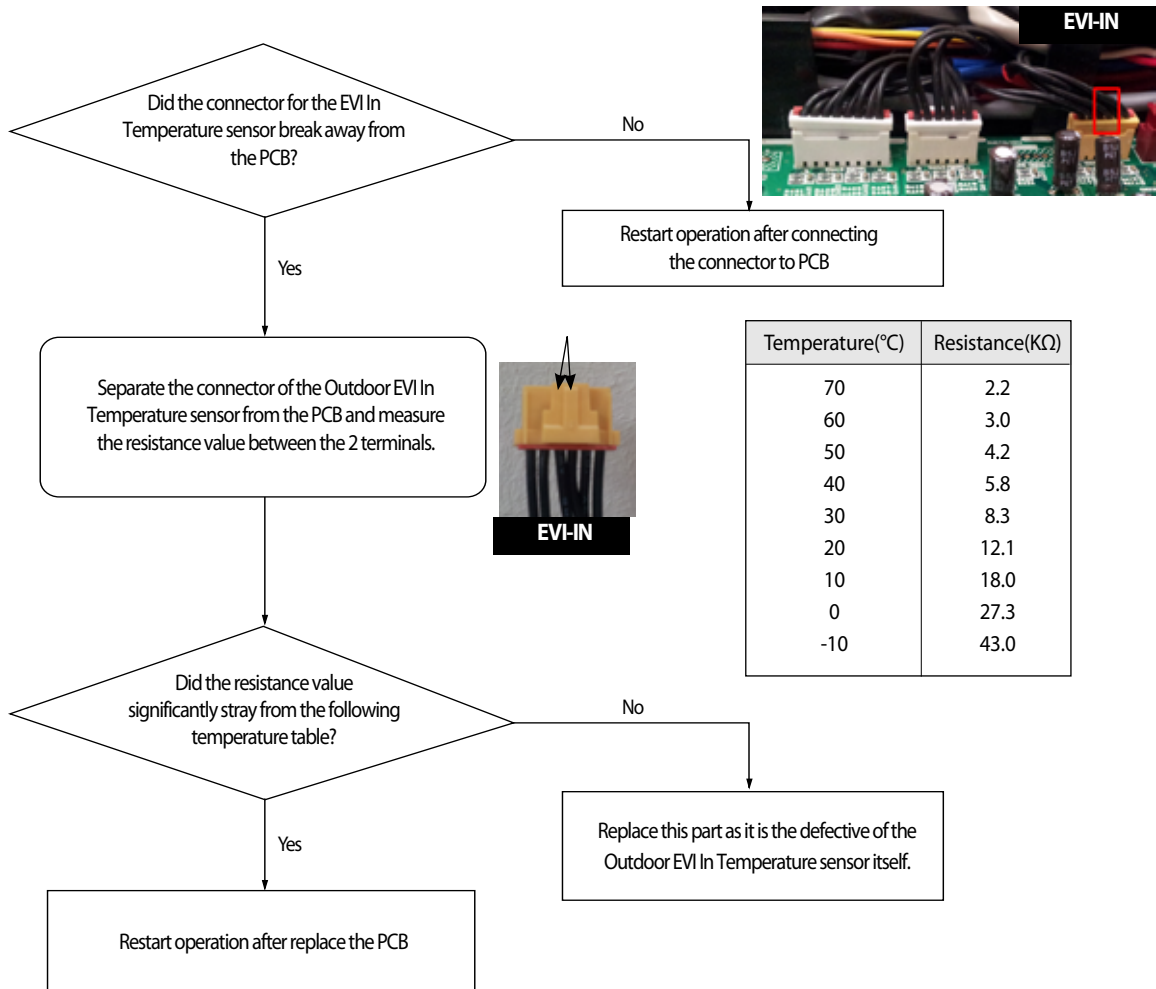 EVI-IN
Did the connector for the EVI In
Temperature sensor break away from
the PCB?
No
Restart operation after connecting
the connector to PCB
Yes
Separate the connector of the Outdoor EVI In
Temperature sensor from the PCB and measure
the resistance value between the 2 terminals.
EVI-IN
Temperature(°C) Resistance(KΩ)
70 2.2
60 3.0
50 4.2
40 5.8
30 8.3
20 12.1
10 18.0
0 27.3
-10 43.0
Did the resistance value
significantly stray from the following
temperature table?
No
Replace this part as it is the defective of the
Outdoor EVI In Temperature sensor itself.
Yes
Restart operation after replace the PCB